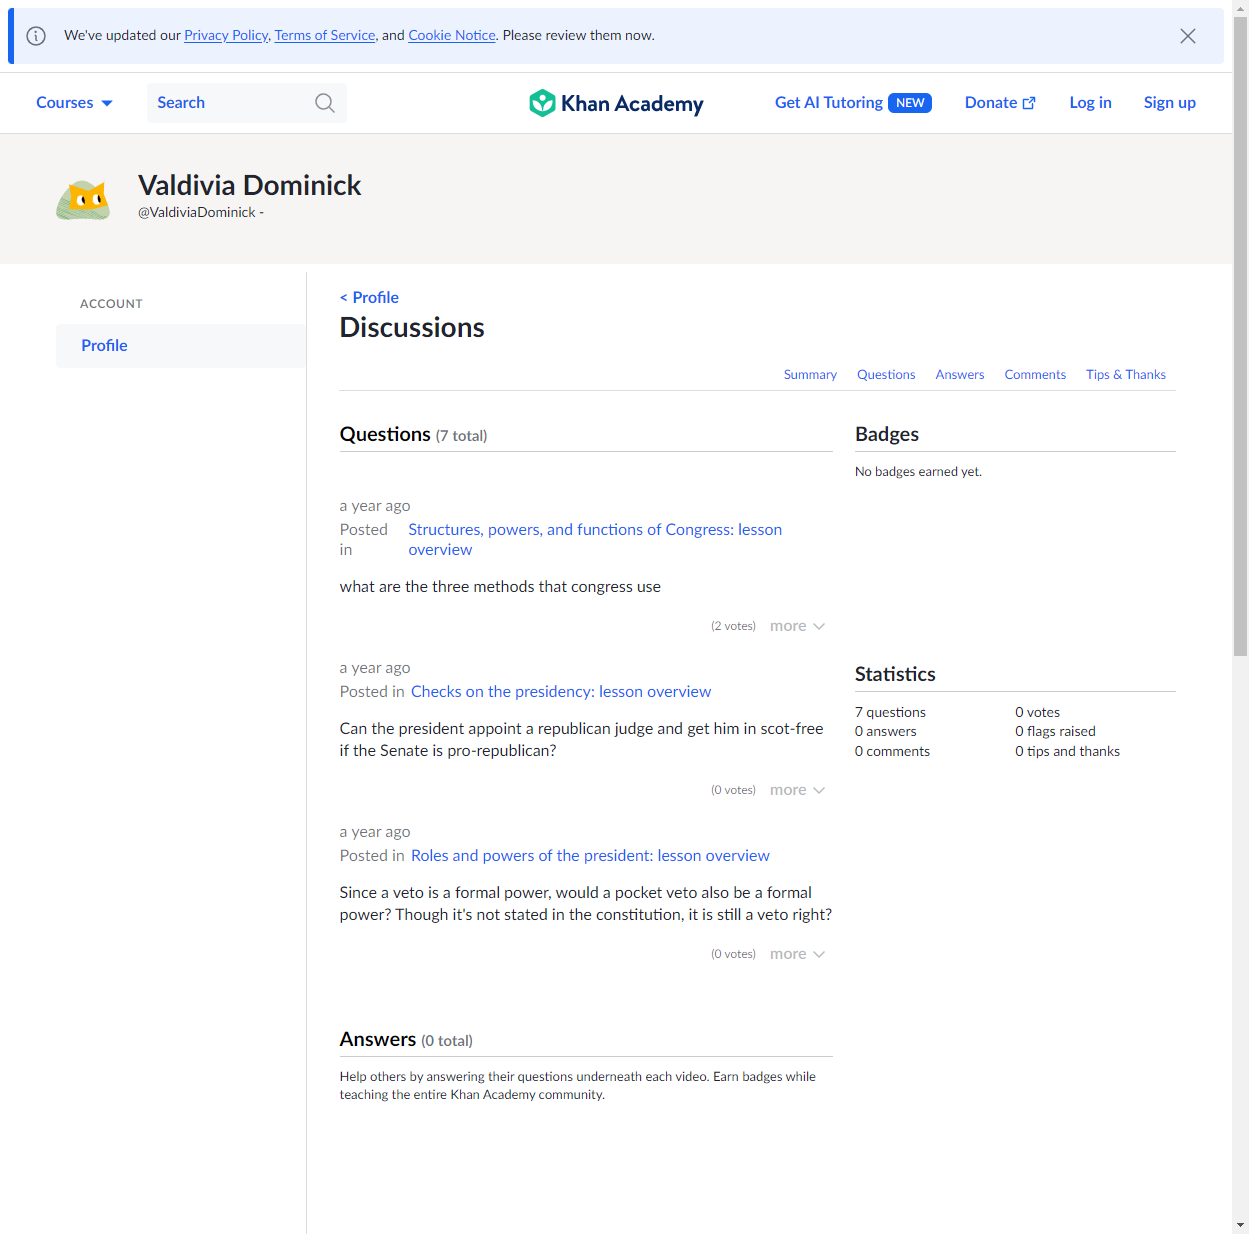 We've updated our Privacy Policy, Terms of Service, and Cookie Notice. Please review them now.
Courses
Search
Khan Academy
Get AI Tutoring NEW
Donate
Log in
Sign up
Valdivia Dominick
@ValdiviaDominick -
ACCOUNT
Profile
< Profile
Discussions
Summary Questions Answers Comments Tips & Thanks
Questions (7 total)
a year ago
Posted in Structures, powers, and functions of Congress: lesson
overview
what are the three methods that congress use
(2 votes) more
a year ago
Posted in Checks on the presidency: lesson overview
Can the president appoint a republican judge and get him in scot-free
if the Senate is pro-republican?
(0 votes) more
a year ago
Posted in Roles and powers of the president: lesson overview
Since a veto is a formal power, would a pocket veto also be a formal
power? Though it's not stated in the constitution, it is still a veto right?
(0 votes) more
Answers (0 total)
Help others by answering their questions underneath each video. Earn badges while
teaching the entire Khan Academy community.
Badges
No badges earned yet.
Statistics
7 questions
0 answers
0 comments
0 votes
0 flags raised
0 tips and thanks